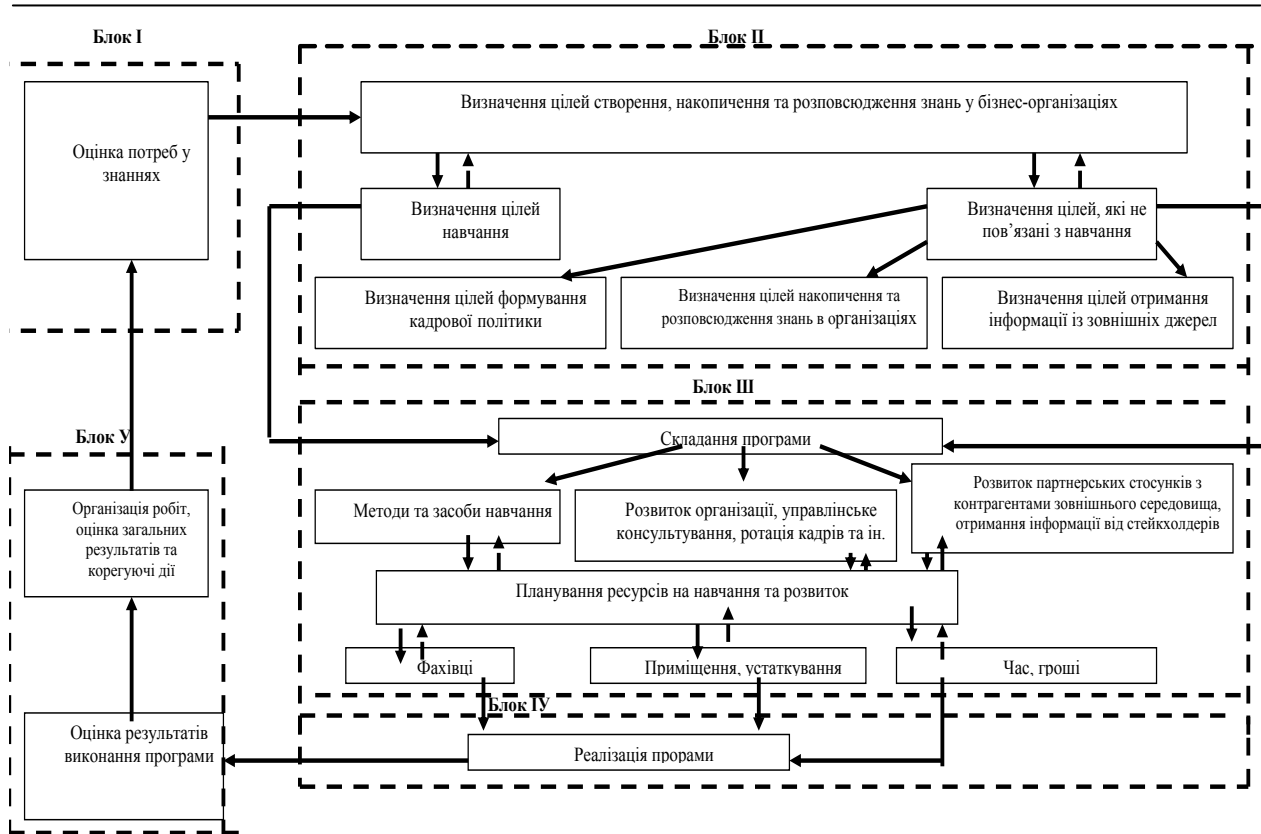 Блок І
Блок П
Оцінка потреб у
знаннях
Визначення цілей створення, накопичення та розповсюдження знань у бізнес-організаціях
Визначення цілей
навчання
Визначення цілей, які не
пов’язані з навчання
Визначення цілей формування
кадрової політики
Визначення цілей накопичення та
розповсюдження знань в організаціях
Визначення цілей отримання
інформації із зовнішніх джерел
Блок ІІІ
Складання програми
Методи та засоби навчання
Розвиток організації, управлінське
консультування, ротація кадрів та ін.
Розвиток партнерських стосунків з
контрагентами зовнішнього середовища,
отримання інформації від стейкхолдерів
Планування ресурсів на навчання та розвиток
Фахівці
Приміщення, устаткування
Час, гроші
Блок ІУ
Реалізація прорами
Блок У
Організація робіт,
оцінка загальних
результатів та
корегуючі дії
Оцінка результатів
виконання програми